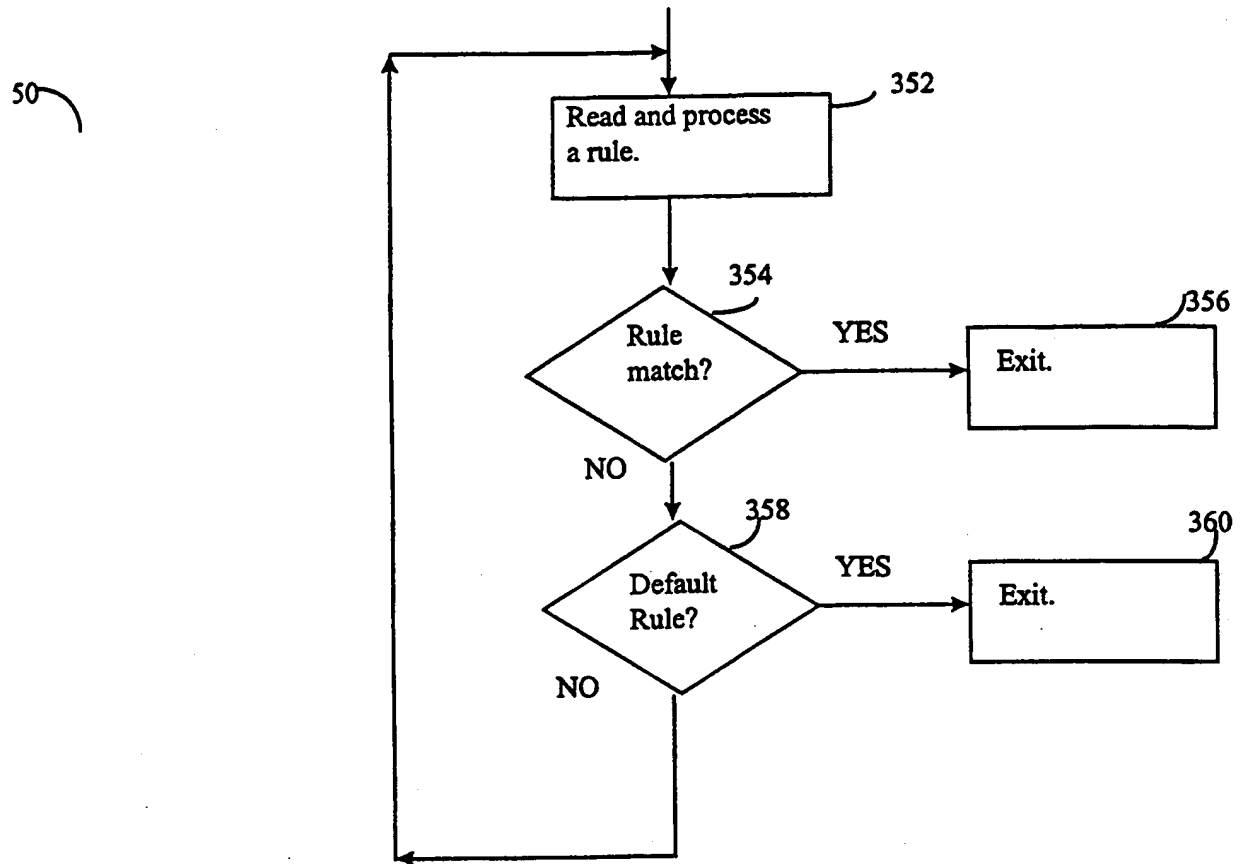 50
352
Read and process
a rule.
354
356
Rule
match?
YES
Exit.
NO
358
360
Default
Rule?
YES
Exit.
NO